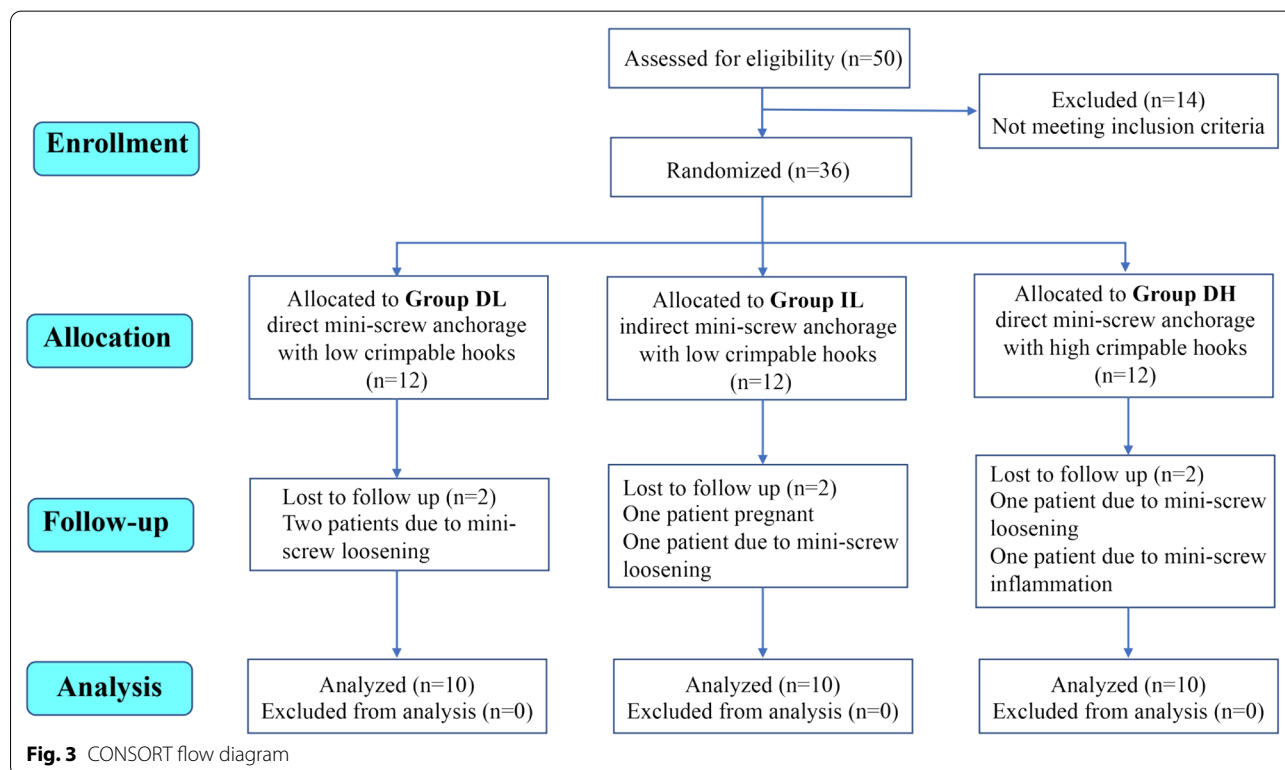 Assessed for eligibility (n=50)
Excluded (n=14)
Not meeting inclusion criteria
Enrollment
Randomized (n=36)
Allocation
Allocated to Group DL
direct mini-screw anchorage
with low crimpable hooks
(n=12)
Allocated to Group IL
indirect mini-screw anchorage
with low crimpable hooks
(n=12)
Allocated to Group DH
direct mini-screw anchorage
with high crimpable hooks
(n=12)
Follow-up
Lost to follow up (n=2)
Two patients due to mini-
screw loosening
Lost to follow up (n=2)
One patient pregnant
One patient due to mini-screw
loosening
Lost to follow up (n=2)
One patient due to mini-screw
loosening
One patient due to mini-screw
inflammation
Analysis
Analyzed (n=10)
Excluded from analysis (n=0)
Analyzed (n=10)
Excluded from analysis (n=0)
Analyzed (n=10)
Excluded from analysis (n=0)
Fig. 3 CONSORT flow diagram